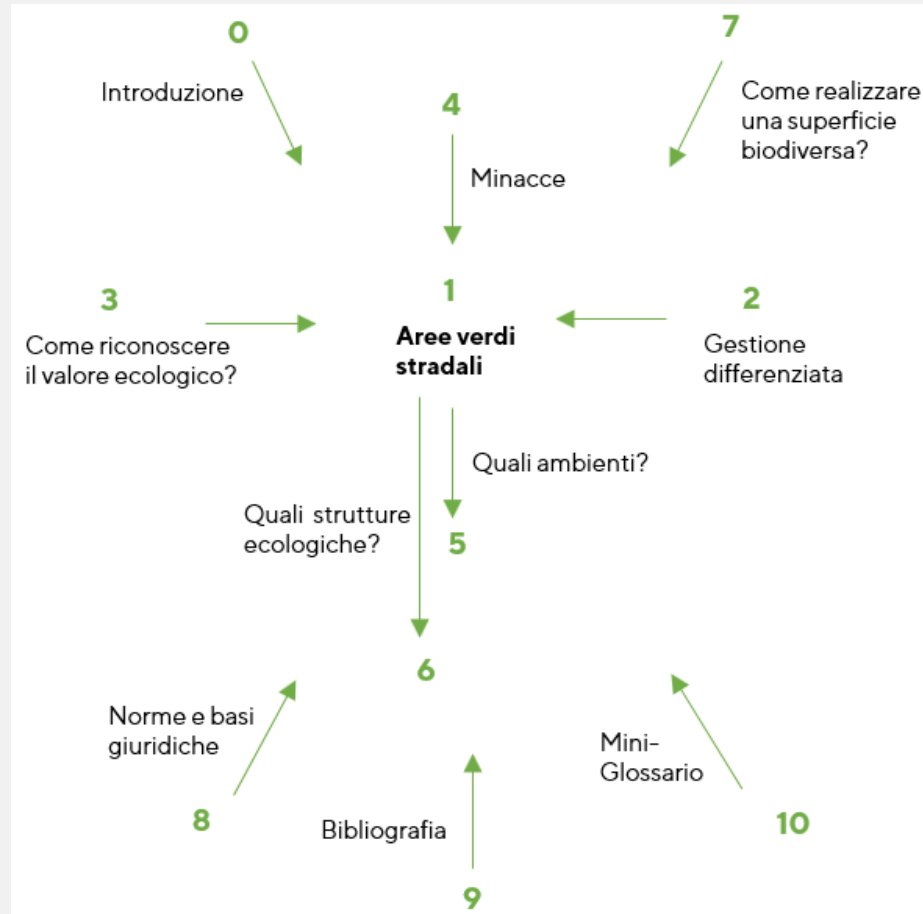 0
Introduzione
7
Come realizzare
una superficie
biodiversa?
4
Minacce
3
Come riconoscere
il valore ecologico?
1
Aree verdi
stradali
2
Gestione
differenziata
Quali ambienti?
5
Quali strutture
ecologiche?
6
Norme e basi
giuridiche
8
Bibliografia
9
Mini-
Glossario
10